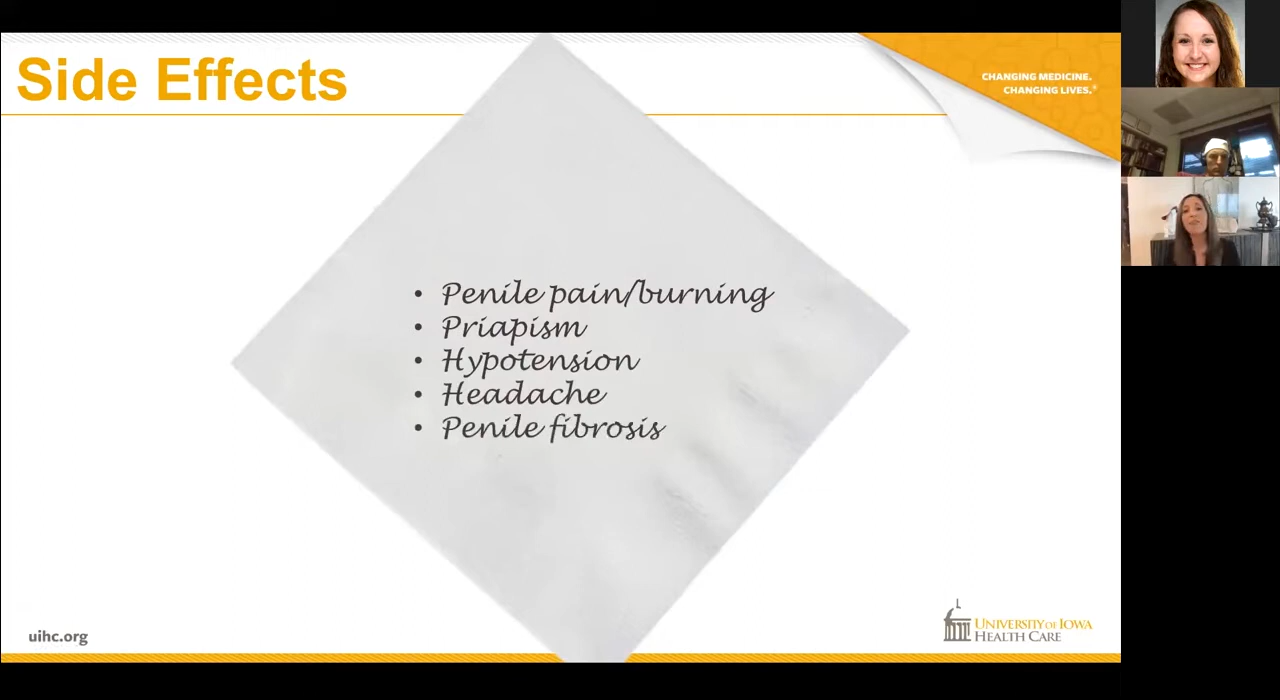 Side Effects
CHANGING MEDICINE.
CHANGING LIVES.®
• Penile pain/burning
• Priapism
• Hypotension
• Headache
• Penile fibrosis
uihc.org
UNIVERSITY OF IOWA
HEALTH CARE